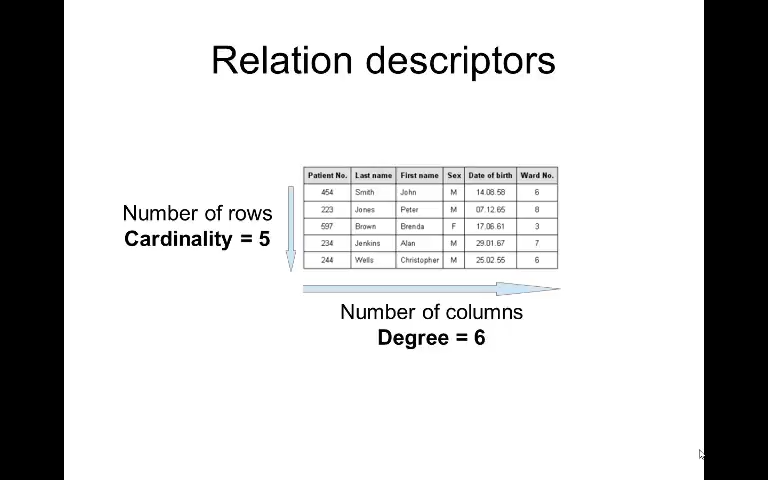 Relation descriptors
Patient No. Last name First name Sex Date of birth Ward No.
454 Smith John M 14.08.58 6
223 Jones Peter M 07.12.65 8
597 Brown Brenda F 17.06.61 3
234 Jenkins Alan M 29.01.67 7
244 Wells Christopher M 25.02.55 6
Number of rows
Cardinality = 5
Number of columns
Degree = 6